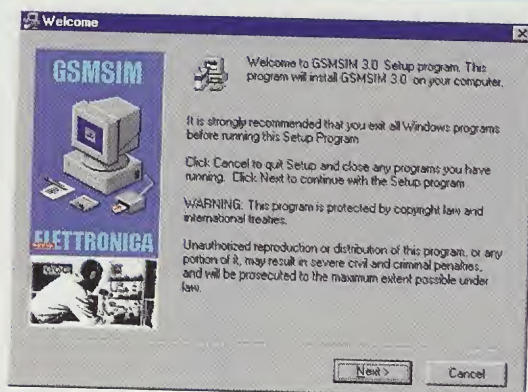 Welcome
GSMSIM
ELETTRONICA
Welcome to GSMSIM 3.0 Setup program. This
program will install GSMSIM 3.0 on your computer.
It is strongly recommended that you exit all Windows programs
before running this Setup Program
Click Cancel to quit Setup and close any programs you have
running. Click Next to continue with the Setup program
WARNING: This program is protected by copyright law and
international treaties.
Unauthorized reproduction or distribution of this program, or any
portion of it, may result in severe civil and criminal penalties,
and will be prosecuted to the maximum extent possible under
law.
Next >
Cancel